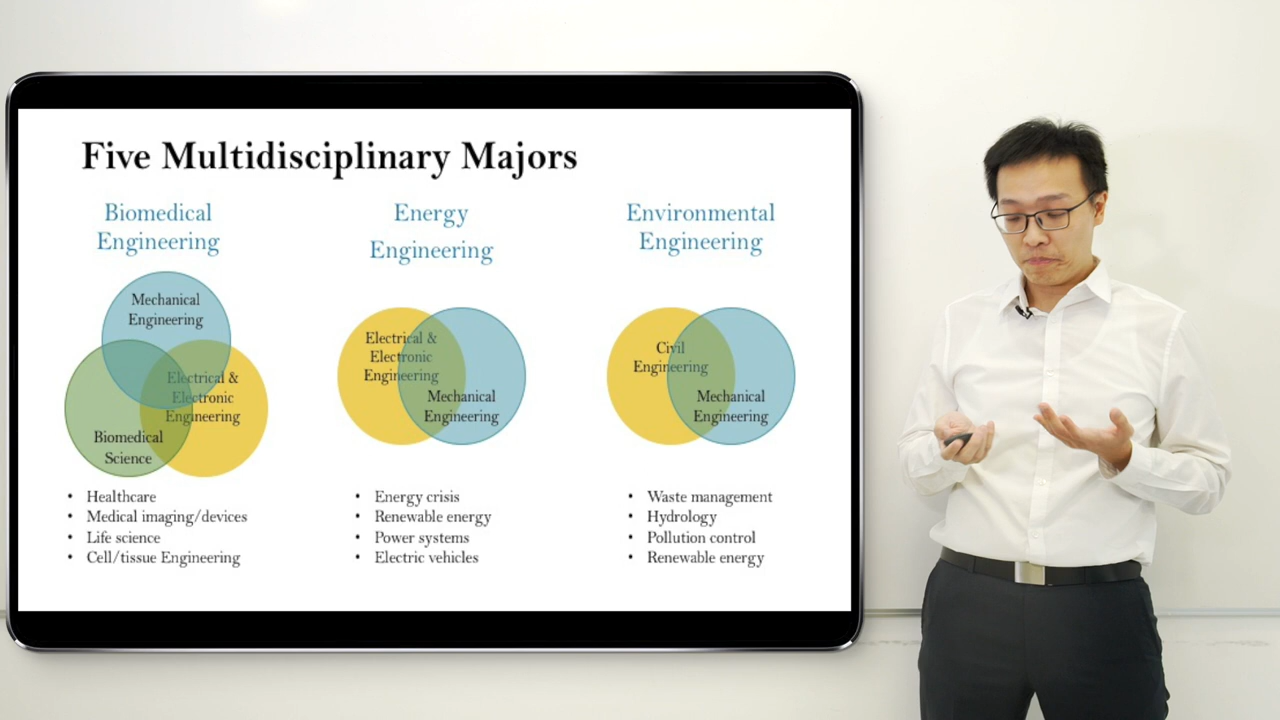 Five Multidisciplinary Majors
Biomedical
Engineering
Mechanical
Engineering
Electrical &
Electronic
Engineering
Biomedical
Science
• Healthcare
• Medical imaging/devices
• Life science
• Cell/tissue Engineering
Energy
Engineering
Electrical &
Electronic
Engineering
Mechanical
Engineering
• Energy crisis
• Renewable energy
• Power systems
• Electric vehicles
Environmental
Engineering
Civil
Engineering
Mechanical
Engineering
• Waste management
• Hydrology
• Pollution control
• Renewable energy